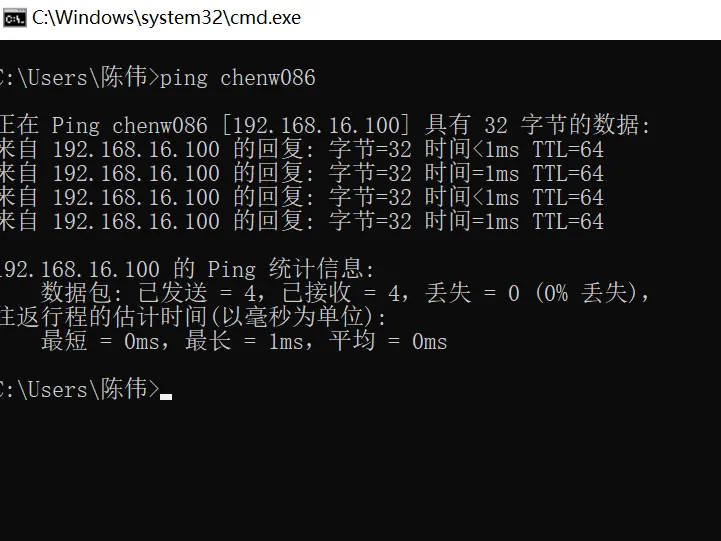 C:\Windows\system32\cmd.exe
C:\Users\陈伟>ping chenw086
正在 Ping chenw086 [192.168.16.100] 具有 32 字节的数据:
来自 192.168.16.100 的回复: 字节=32 时间<1ms TTL=64
来自 192.168.16.100 的回复: 字节=32 时间=1ms TTL=64
来自 192.168.16.100 的回复: 字节=32 时间<1ms TTL=64
来自 192.168.16.100 的回复: 字节=32 时间=1ms TTL=64
192.168.16.100 的 Ping 统计信息:
数据包: 已发送 = 4，已接收 = 4，丢失 = 0 (0% 丢失)，
往返行程的估计时间(以毫秒为单位):
最短 = 0ms，最长 = 1ms，平均 = 0ms
C:\Users\陈伟>